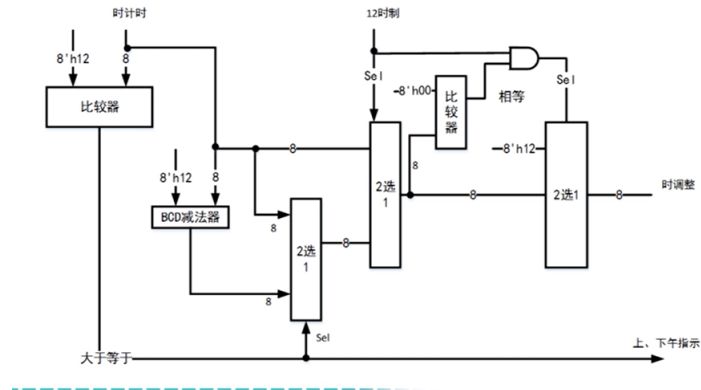 时计时
12时制
8'h12
8
Sel
Sel
比较器
8'h00
比较器
相等
8
8
8'h12
8'h12
8
2选1
8
2选1
8
时调整
BCD减法器
8
2选1
8
8
Sel
大于等于
上、下午指示